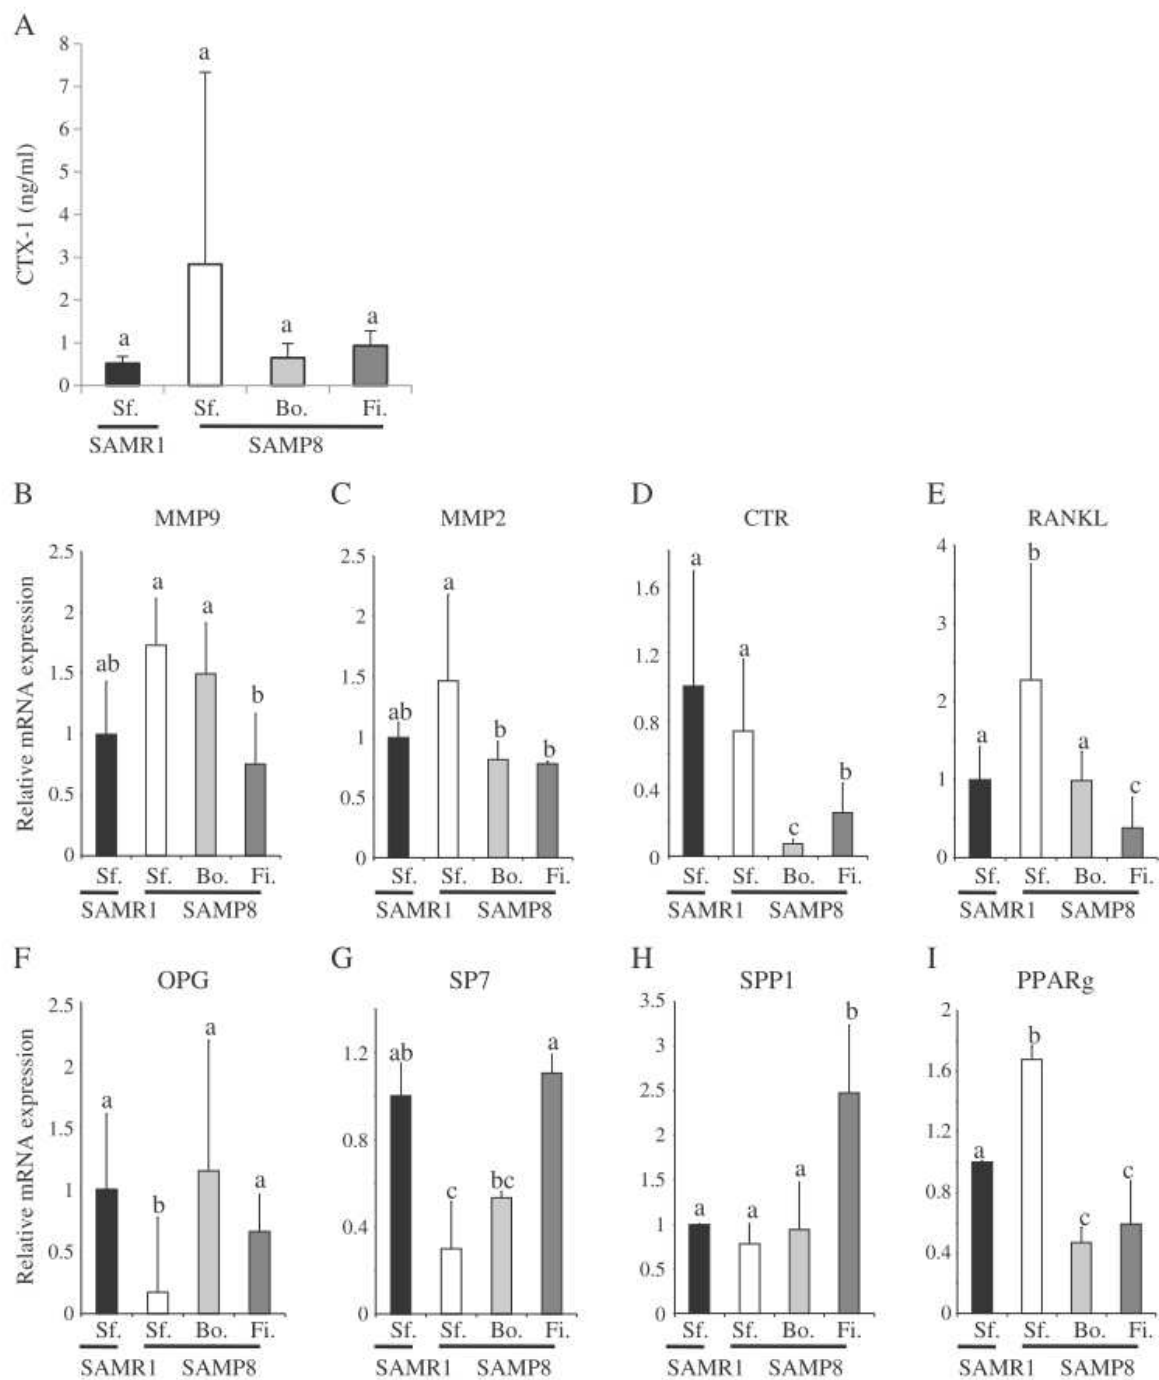 A
8
a
7
6
5
4
3
2
a
a
1
a
0
CTX-1 (ng/ml)
Sf. Sf. Bo. Fi.
SAMR1 SAMP8
B C D E
MMP9 MMP2 CTR RANKL
Relative mRNA expression
2.5
2
1.5
1
0.5
0
ab a a b
Sf. Sf. Bo. Fi.
SAMR1 SAMP8
2.5
2
1.5
1
0.5
0
ab a b b
Sf. Sf. Bo. Fi.
SAMR1 SAMP8
1.6
1.2
0.8
0.4
0
a a c b
Sf. Sf. Bo. Fi.
SAMR1 SAMP8
4
3
2
1
0
a b a c
Sf. Sf. Bo. Fi.
SAMR1 SAMP8
F G H I
OPG SP7 SPP1 PPARg
Relative mRNA expression
2.5
2
1.5
1
0.5
0
a b a a
Sf. Sf. Bo. Fi.
SAMR1 SAMP8
1.2
0.8
0.4
0
ab c bc a
Sf. Sf. Bo. Fi.
SAMR1 SAMP8
3.5
3
2.5
2
1.5
1
0.5
0
a a a b
Sf. Sf. Bo. Fi.
SAMR1 SAMP8
2
1.6
1.2
0.8
0.4
0
a b c c
Sf. Sf. Bo. Fi.
SAMR1 SAMP8